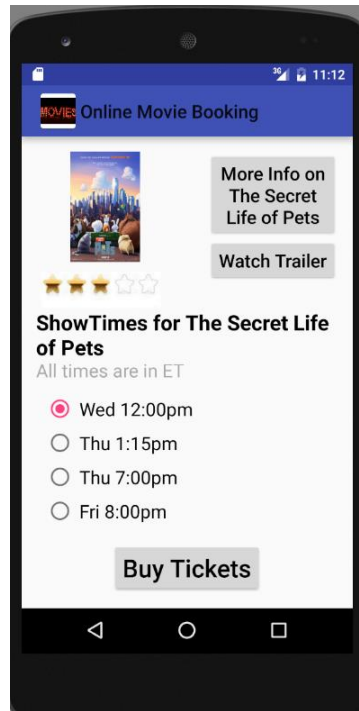 3G 11:12
MOVIES Online Movie Booking
More Info on
The Secret
Life of Pets
Watch Trailer
ShowTimes for The Secret Life
of Pets
All times are in ET
Wed 12:00pm
Thu 1:15pm
Thu 7:00pm
Fri 8:00pm
Buy Tickets